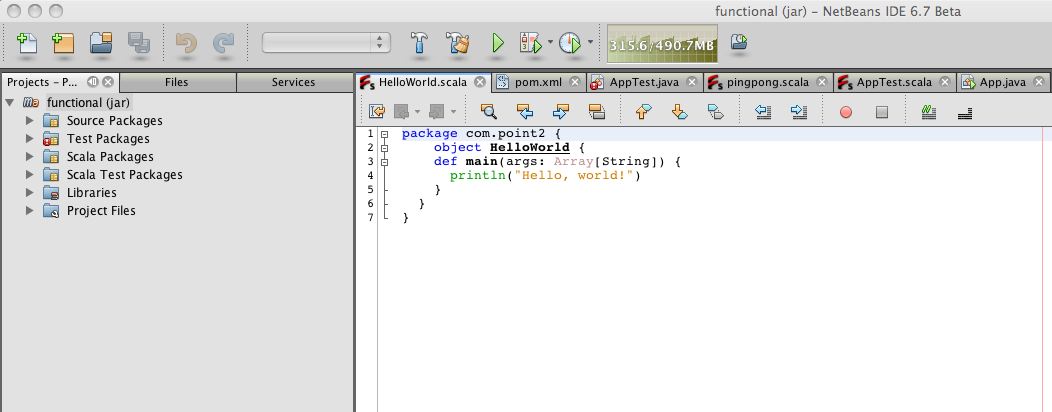 functional (jar) – NetBeans IDE 6.7 Beta
315.6/490.7MB
Projects – P...
Files
Services
HelloWorld.scala
pom.xml
AppTest.java
pingpong.scala
AppTest.scala
App.java
functional (jar)
Source Packages
Test Packages
Scala Packages
Scala Test Packages
Libraries
Project Files
1 package com.point2 {
2 object HelloWorld {
3 def main(args: Array[String]) {
4 println("Hello, world!")
5 }
6 }
7 }